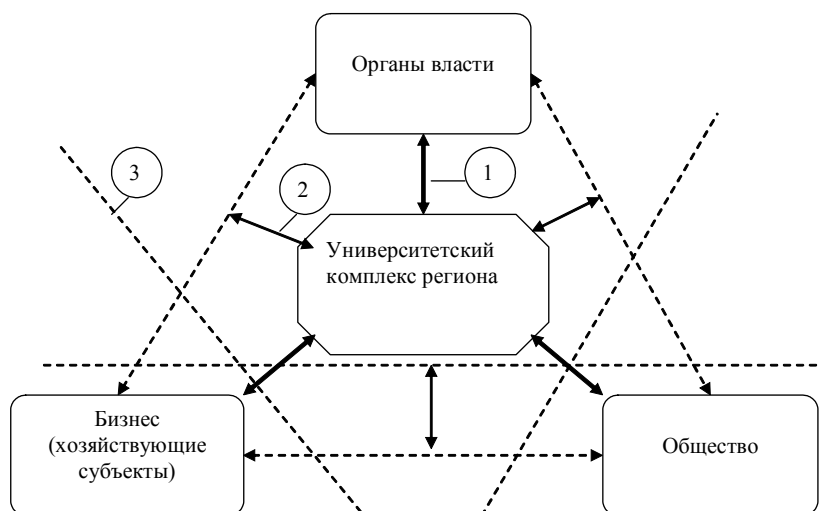 Органы власти
3
2
1
Университетский
комплекс региона
Бизнес
(хозяйствующие
субъекты)
Общество